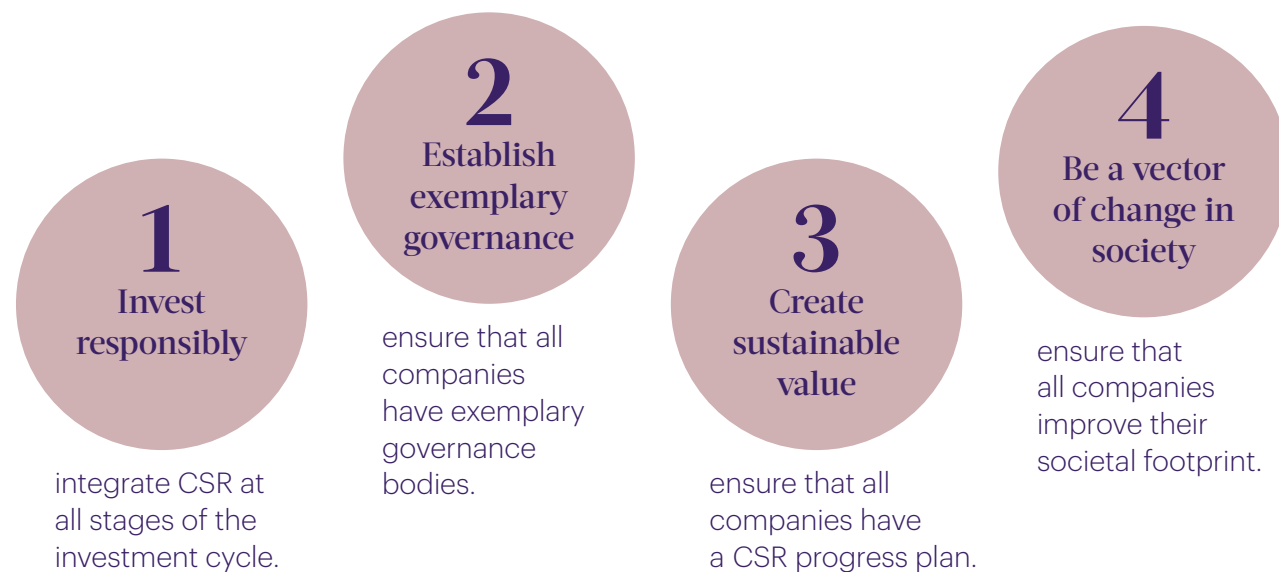 1
Invest
responsibly
integrate CSR at
all stages of the
investment cycle.
2
Establish
exemplary
governance
ensure that all
companies
have exemplary
governance
bodies.
3
Create
sustainable
value
ensure that all
companies have
a CSR progress plan.
4
Be a vector
of change in
society
ensure that
all companies
improve their
societal footprint.